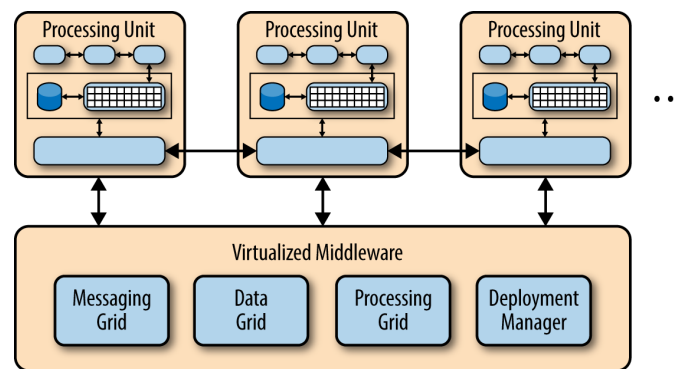 Processing Unit
Processing Unit
Processing Unit
Virtualized Middleware
Messaging
Grid
Data
Grid
Processing
Grid
Deployment
Manager